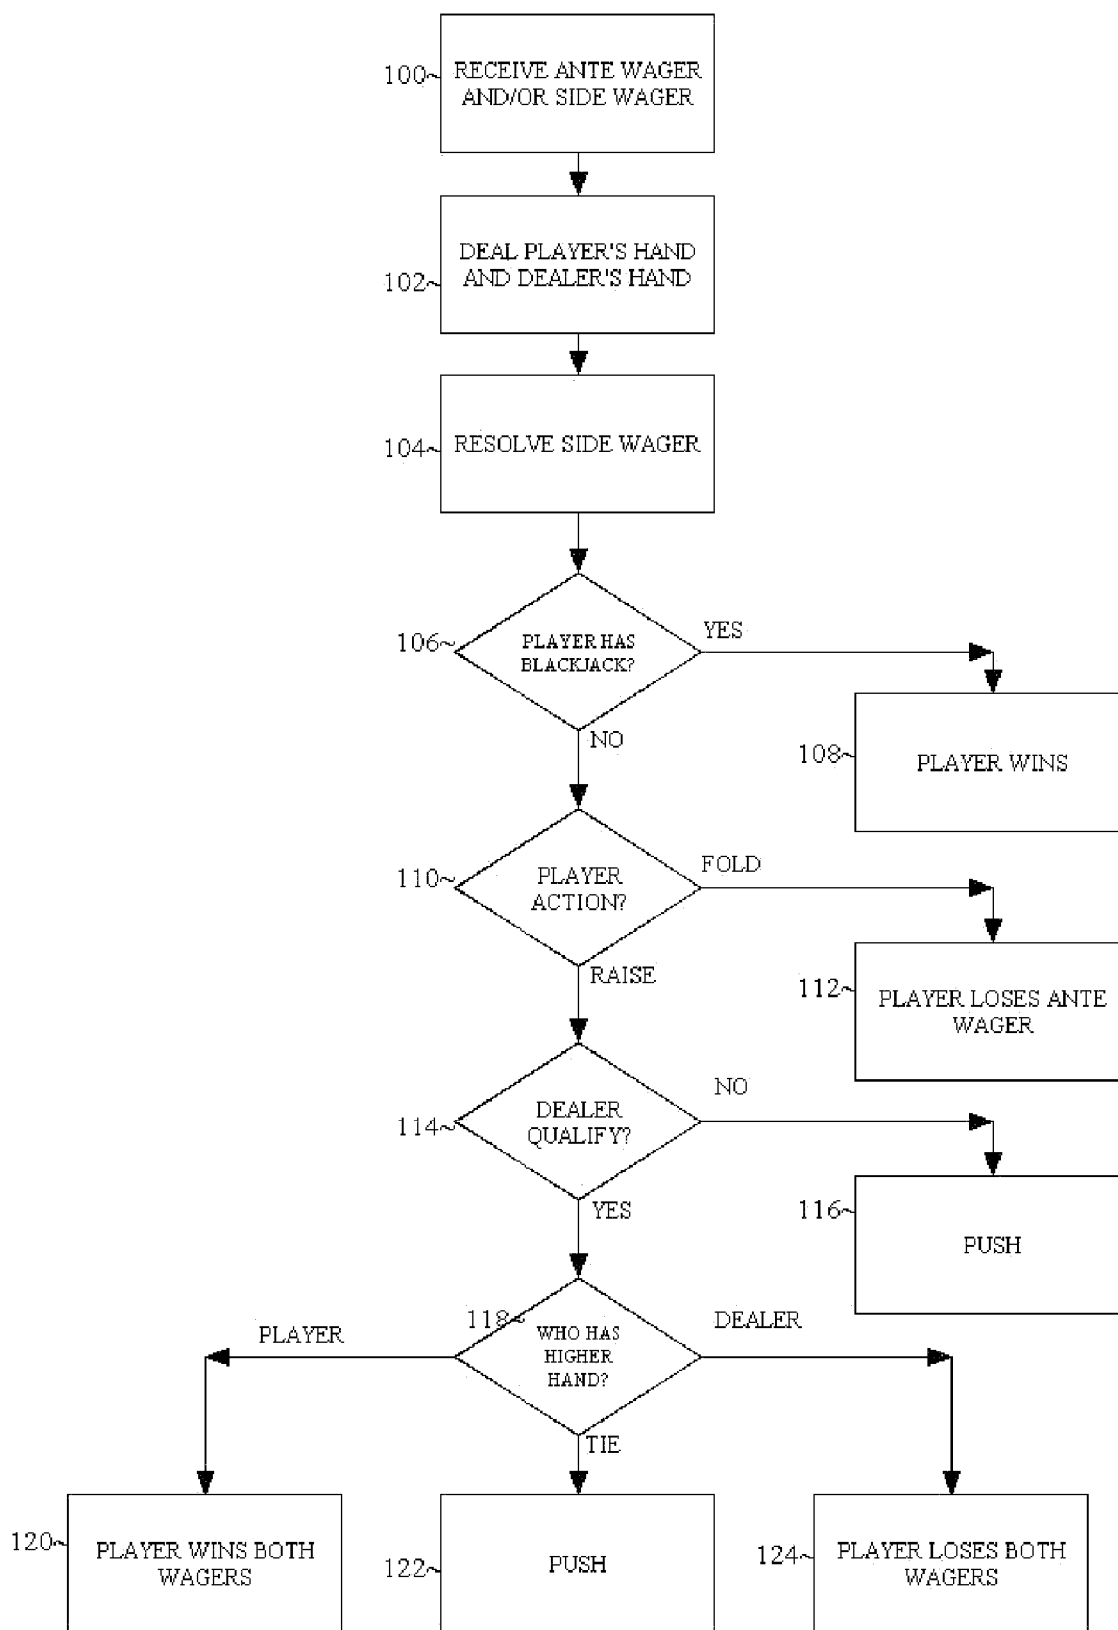 100~
RECEIVE ANTE WAGER
AND/OR SIDE WAGER
102~
DEAL PLAYER'S HAND
AND DEALER'S HAND
104~
RESOLVE SIDE WAGER
106~
PLAYER HAS
BLACKJACK?
YES
NO
108~
PLAYER WINS
110~
PLAYER
ACTION?
FOLD
RAISE
112~
PLAYER LOSES ANTE
WAGER
114~
DEALER
QUALIFY?
NO
YES
116~
PUSH
118~
WHO HAS
HIGHER
HAND?
PLAYER
DEALER
TIE
120~
PLAYER WINS BOTH
WAGERS
122~
PUSH
124~
PLAYER LOSES BOTH
WAGERS